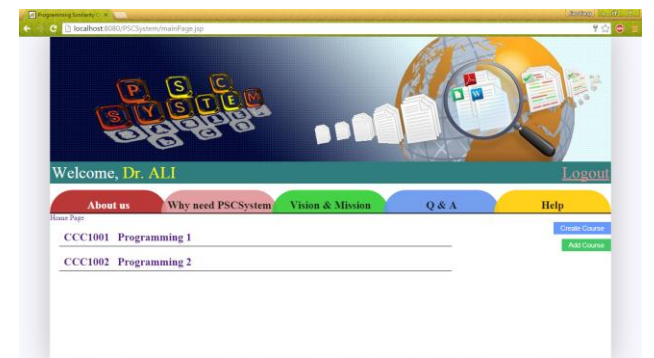 Programming Similarity C
localhost:8080/PSCSystem/mainPage.jsp
P S C
SYSTEM
Welcome, Dr. ALI Logout
About us Why need PSCSystem Vision & Mission Q & A Help
Home Page
Create Course
CCC1001 Programming 1
Add Course
CCC1002 Programming 2